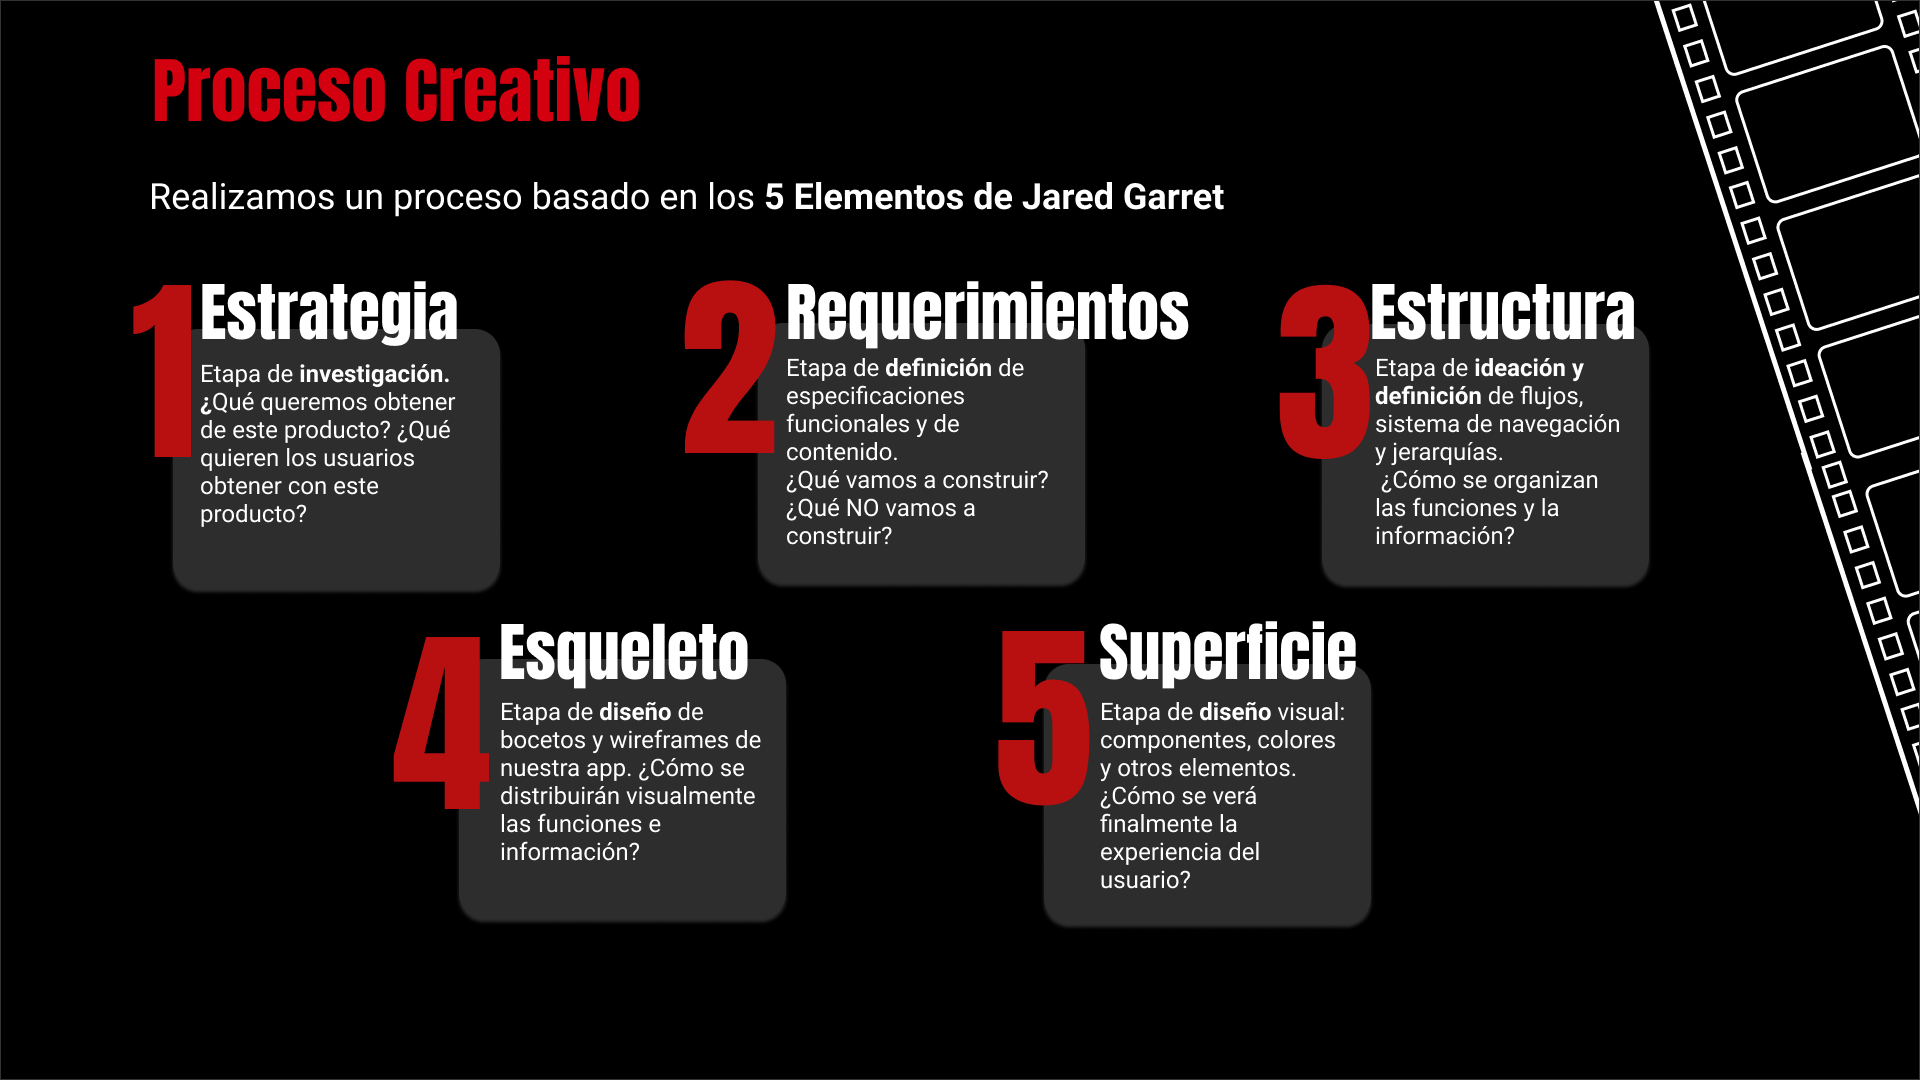 Proceso Creativo
Realizamos un proceso basado en los 5 Elementos de Jared Garret
1
Estrategia
Etapa de investigación.
¿Qué queremos obtener
de este producto? ¿Qué
quieren los usuarios
obtener con este
producto?
2
Requerimientos
Etapa de definición de
especificaciones
funcionales y de
contenido.
¿Qué vamos a construir?
¿Qué NO vamos a
construir?
3
Estructura
Etapa de ideación y
definición de flujos,
sistema de navegación
y jerarquías.
¿Cómo se organizan
las funciones y la
información?
4
Esqueleto
Etapa de diseño de
bocetos y wireframes de
nuestra app. ¿Cómo se
distribuirán visualmente
las funciones e
información?
5
Superficie
Etapa de diseño visual:
componentes, colores
y otros elementos.
¿Cómo se verá
finalmente la
experiencia del
usuario?